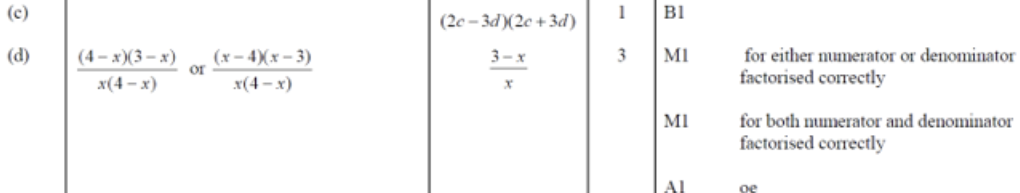 (c) (2c – 3d)(2c + 3d) 1 B1
(d) (4 – x)(3 – x) / x(4 – x) or (x – 4)(x – 3) / x(4 – x) 3 – x / x 3 M1 for either numerator or denominator
factorised correctly
M1 for both numerator and denominator
factorised correctly
A1 oe